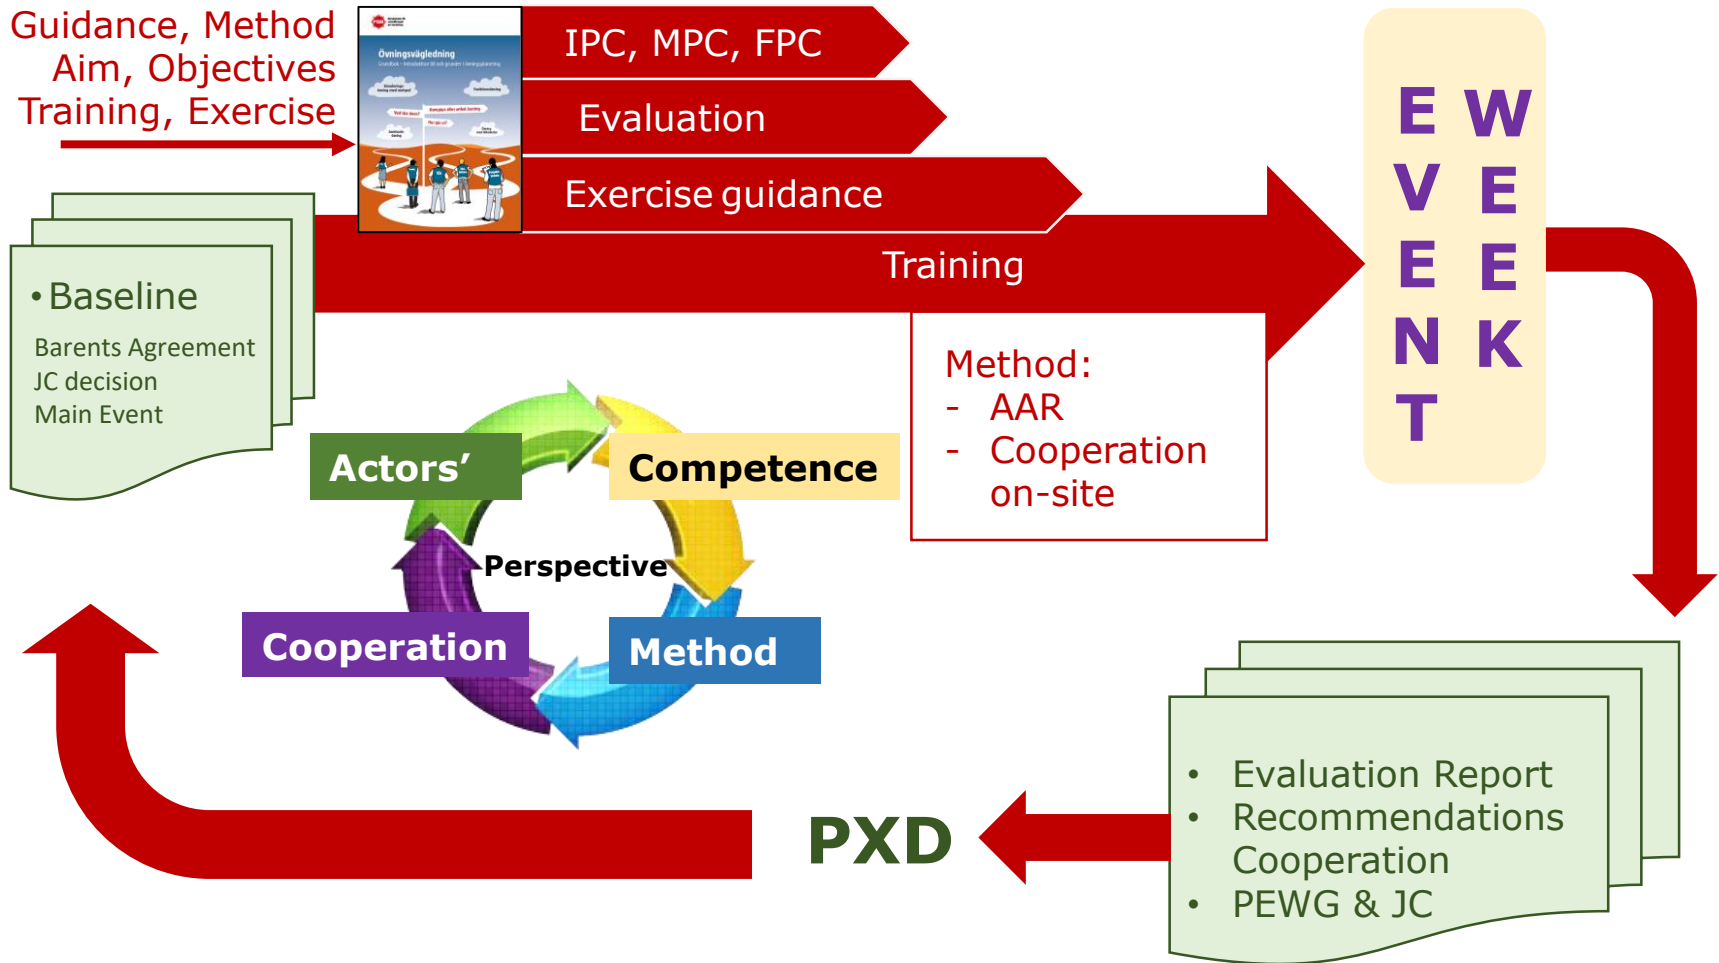 Guidance, Method
Aim, Objectives
Training, Exercise
Övningsvägledning
IPC, MPC, FPC
Evaluation
Exercise guidance
Training
• Baseline
Barents Agreement
JC decision
Main Event
Method:
- AAR
- Cooperation
on-site
EVENT
WEEK
Actors’
Competence
Perspective
Cooperation
Method
PXD
• Evaluation Report
• Recommendations
Cooperation
• PEWG & JC